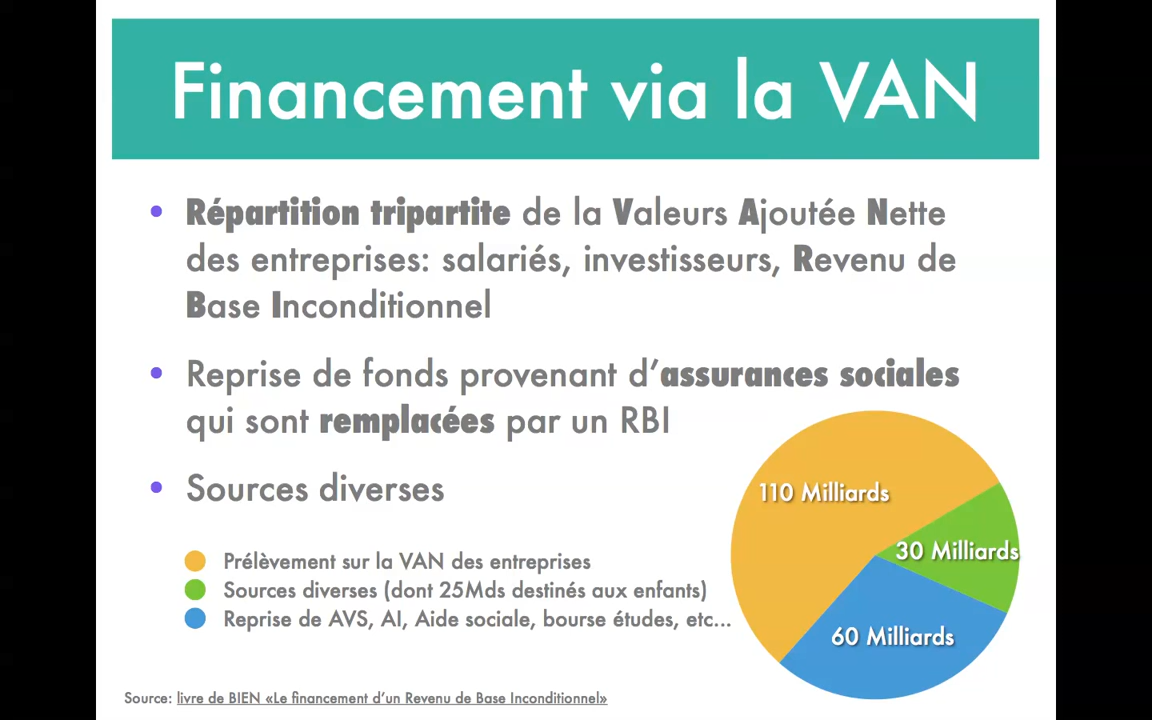 Financement via la VAN
• Répartition tripartite de la Valeurs Ajoutée Nette
des entreprises: salariés, investisseurs, Revenu de
Base Inconditionnel
• Reprise de fonds provenant d’assurances sociales
qui sont remplacées par un RBI
• Sources diverses
110 Milliards
30 Milliards
60 Milliards
Prélèvement sur la VAN des entreprises
Sources diverses (dont 25Mds destinés aux enfants)
Reprise de AVS, AI, Aide sociale, bourse études, etc...
Source: livre de BIEN «Le financement d’un Revenu de Base Inconditionnel»